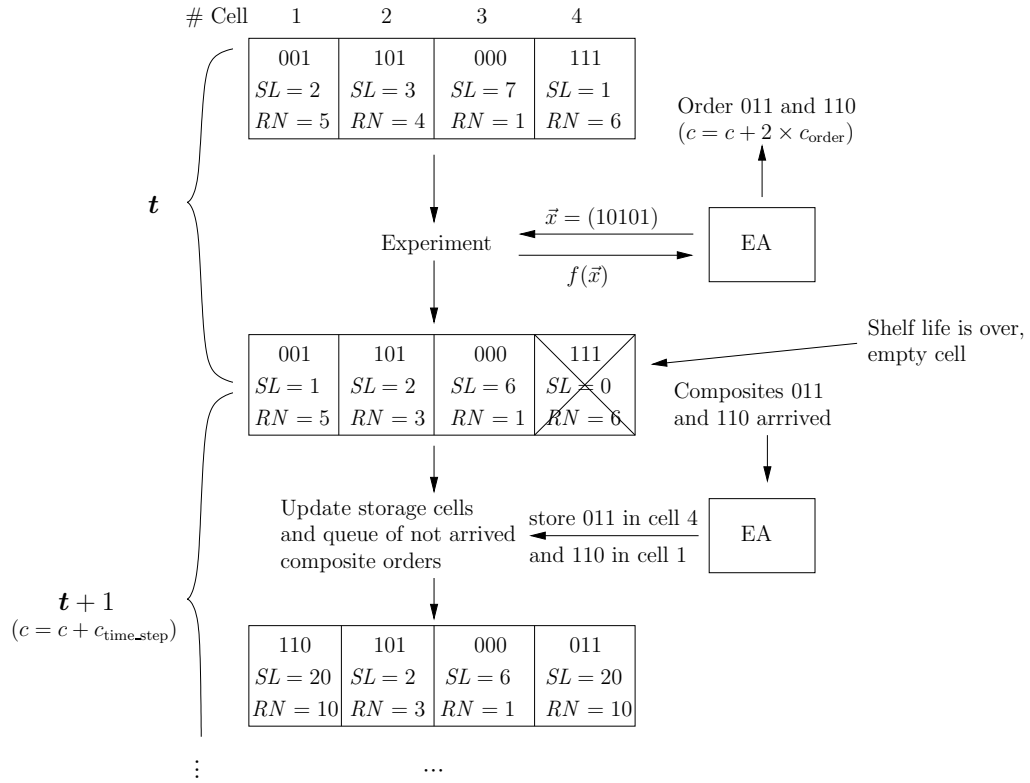 # Cell 1 2 3 4
001 101 000 111
SL = 2 SL = 3 SL = 7 SL = 1
RN = 5 RN = 4 RN = 1 RN = 6
Order 011 and 110
(c = c + 2 × c_order)
t
x⃗ = (10101)
Experiment
EA
f(x⃗)
Shelf life is over,
empty cell
001 101 000 111
SL = 1 SL = 2 SL = 6 SL = 0
RN = 5 RN = 3 RN = 1 RN = 6
Composites 011
and 110 arrrived
Update storage cells
and queue of not arrived
composite orders
store 011 in cell 4
and 110 in cell 1
EA
t + 1
(c = c + c_time_step)
110 101 000 011
SL = 20 SL = 2 SL = 6 SL = 20
RN = 10 RN = 3 RN = 1 RN = 10
⋮ ...